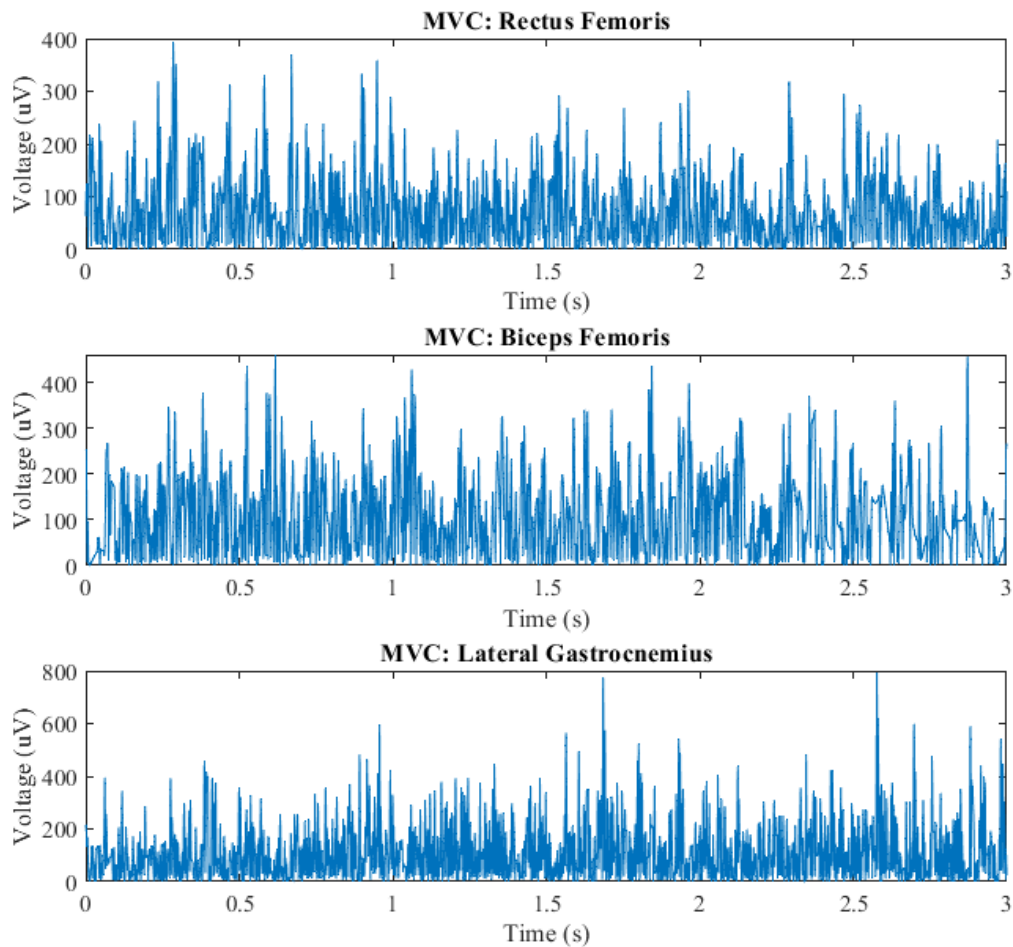 MVC: Rectus Femoris
400
300
200
100
0
Voltage (uV)
0 0.5 1 1.5 2 2.5 3
Time (s)
MVC: Biceps Femoris
400
300
200
100
0
Voltage (uV)
0 0.5 1 1.5 2 2.5 3
Time (s)
MVC: Lateral Gastrocnemius
800
600
400
200
0
Voltage (uV)
0 0.5 1 1.5 2 2.5 3
Time (s)